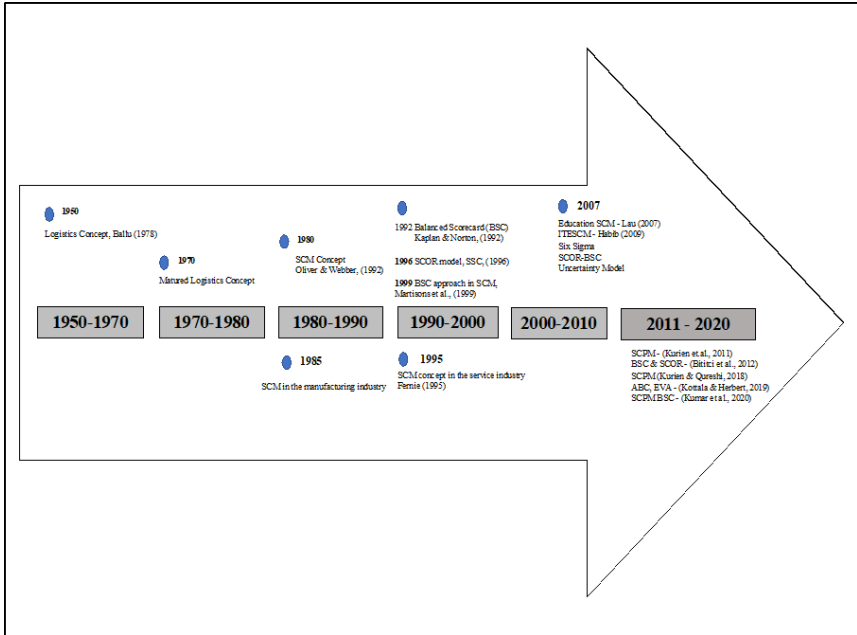 1950
Logistics Concept, Ballu (1978)
1970
Matured Logistics Concept
1980
SCM Concept
Oliver & Webber, (1992)
1992 Balanced Scorecard (BSC)
Kaplan & Norton, (1992)
1996 SCOR model, SSC, (1996)
1999 BSC approach in SCM,
Martisons et al., (1999)
2007
Education SCM - Lau (2007)
ITESCM - Habib (2009)
Six Sigma
SCOR-BSC
Uncertainty Model
1950-1970
1970-1980
1980-1990
1990-2000
2000-2010
2011 - 2020
1985
SCM in the manufacturing industry
1995
SCM concept in the service industry
Fernie (1995)
SCPM - (Kurien et al., 2011)
BSC & SCOR - (Bititci et al., 2012)
SCPM (Kurien & Qureshi, 2018)
ABC, EVA - (Kottala & Herbert, 2019)
SCPM BSC - (Kumar et al., 2020)